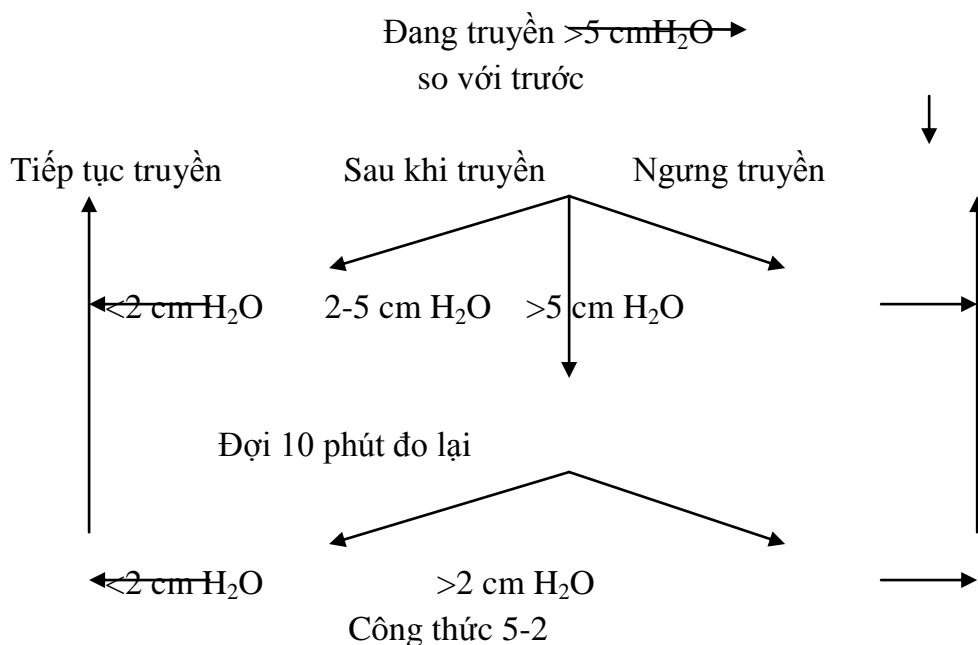 Đang truyền >5 cmH₂O
so với trước
Tiếp tục truyền Sau khi truyền Ngưng truyền
<2 cm H₂O 2-5 cm H₂O >5 cm H₂O
Đợi 10 phút đo lại
<2 cm H₂O >2 cm H₂O
Công thức 5-2